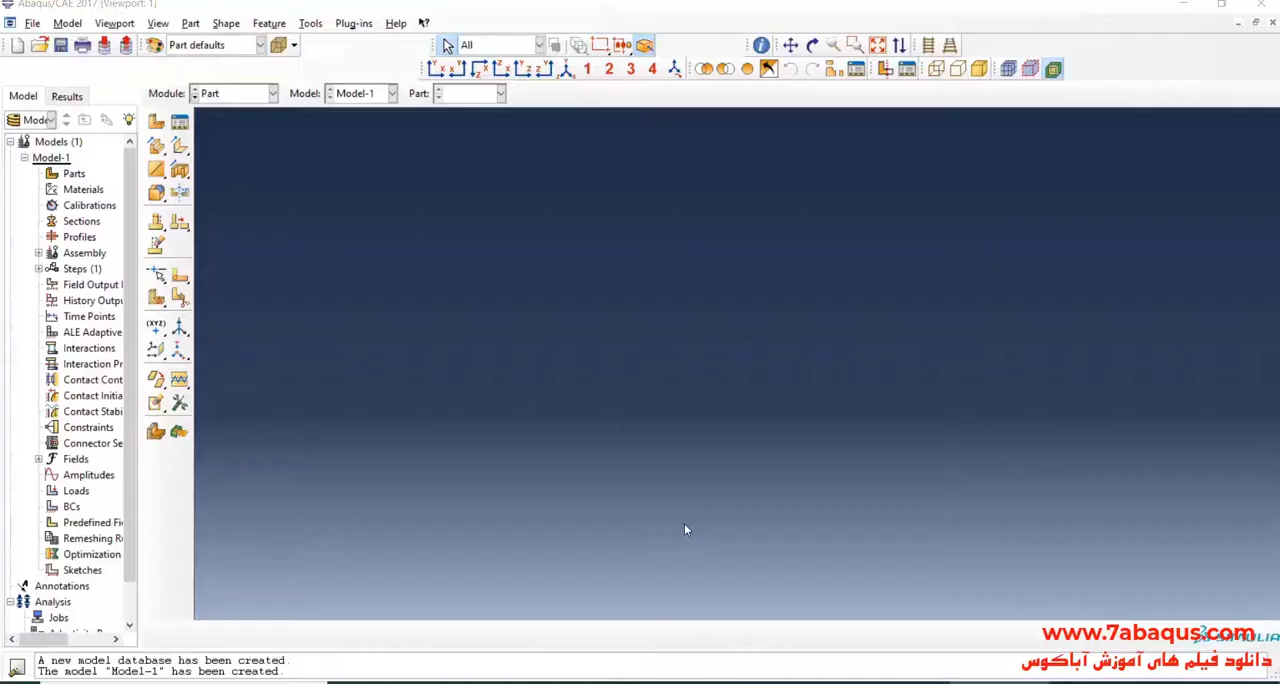 Abaqus/CAE 2017 [Viewport: 1]
File Model Viewport View Part Shape Feature Tools Plug-ins Help
Part defaults All
1 2 3 4
Model Results Module: Part Model: Model-1 Part:
Mode
Models (1)
Model-1
Parts
Materials
Calibrations
Sections
Profiles
Assembly
Steps (1)
Field Output
History Outpu
Time Points
ALE Adaptive
Interactions
Interaction Pr
Contact Cont
Contact Initia
Contact Stabi
Constraints
Connector Se
Fields
Amplitudes
Loads
BCs
Predefined Fi
Remeshing Ru
Optimization
Sketches
Annotations
Analysis
Jobs
(XYZ)
www.7abaqus.com
SIMULIA
دانلود فیلم های آموزش آباکوس
A new model database has been created.
The model "Model-1" has been created.